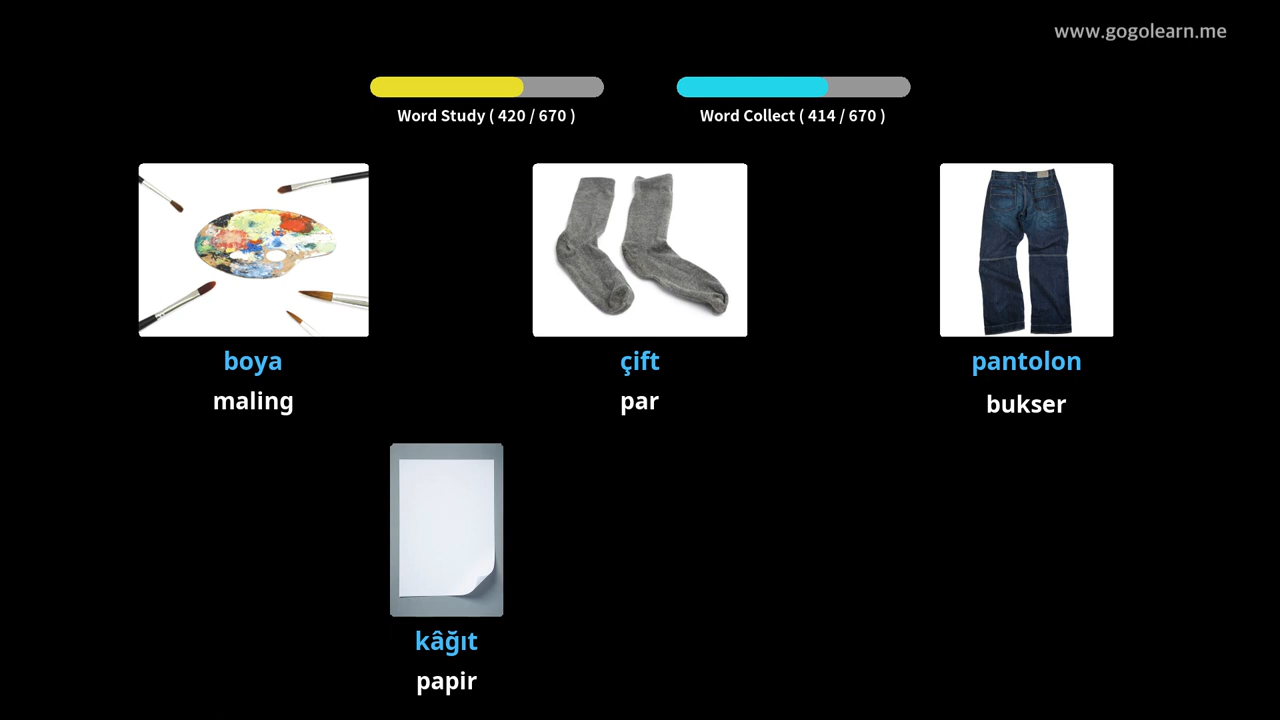 www.gogolearn.me
Word Study ( 420 / 670 )
Word Collect ( 414 / 670 )
boya
maling
çift
par
pantolon
bukser
kâğıt
papir